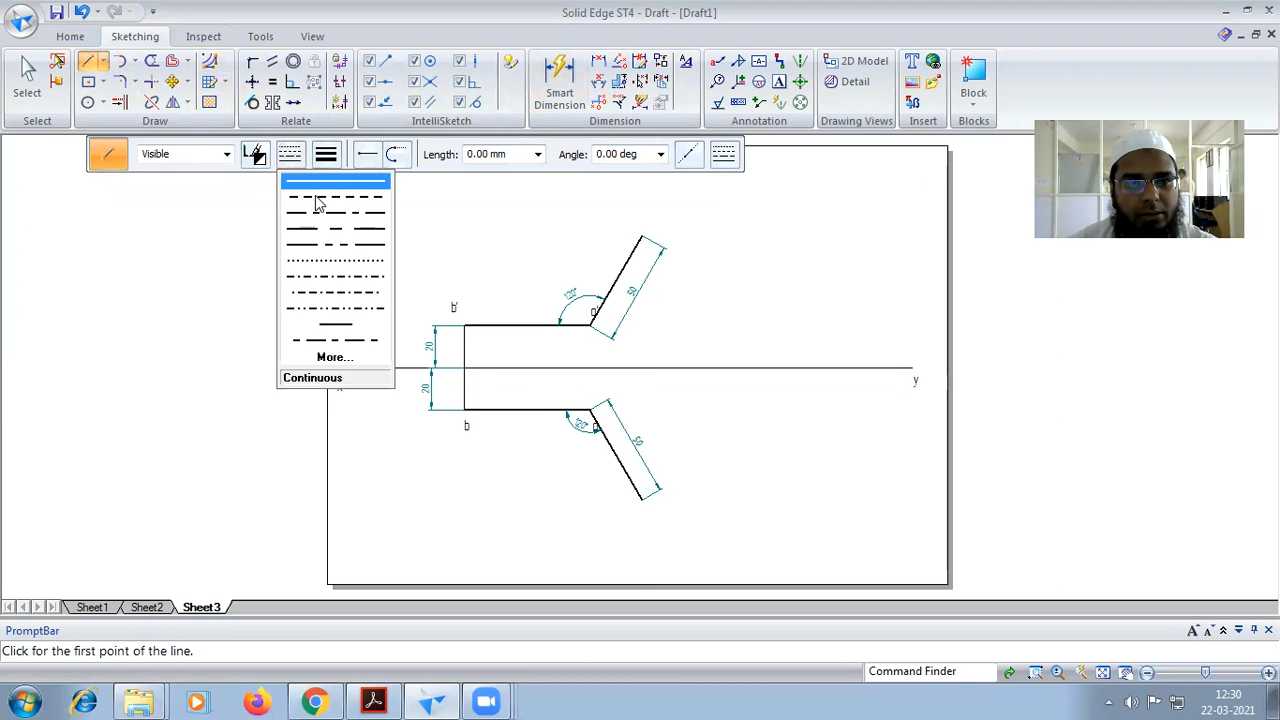 Solid Edge ST4 - Draft - [Draft1]
Home Sketching Inspect Tools View
Select
Smart Dimension
2D Model
Detail
Block
Select Draw Relate IntelliSketch Dimension Annotation Drawing Views Insert Blocks
Visible Length: 0.00 mm Angle: 0.00 deg
More...
Continuous
b'
120°
50
a'
20
20
x
y
b
120°
a
50
Sheet1 Sheet2 Sheet3
PromptBar
Click for the first point of the line.
Command Finder
12:30
22-03-2021